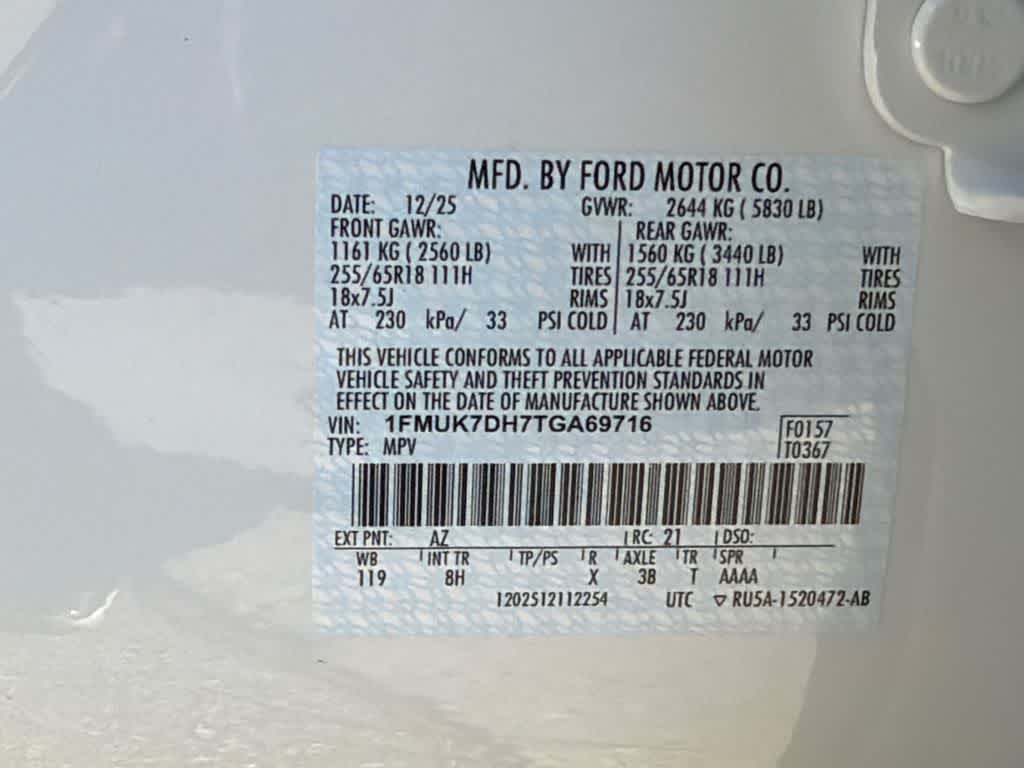 MFD. BY FORD MOTOR CO.
DATE: 12/25 GVWR: 2644 KG ( 5830 LB)
FRONT GAWR: REAR GAWR:
1161 KG ( 2560 LB) WITH 1560 KG ( 3440 LB) WITH
255/65R18 111H TIRES 255/65R18 111H TIRES
18x7.5J RIMS 18x7.5J RIMS
AT 230 kPa/ 33 PSI COLD AT 230 kPa/ 33 PSI COLD
THIS VEHICLE CONFORMS TO ALL APPLICABLE FEDERAL MOTOR
VEHICLE SAFETY AND THEFT PREVENTION STANDARDS IN
EFFECT ON THE DATE OF MANUFACTURE SHOWN ABOVE.
VIN: 1FMUK7DH7TGA69716 F0157
TYPE: MPV T0367
EXT PNT: AZ RC: 21 DSO:
WB INT TR TP/PS R AXLE TR SPR
119 8H X 3B T AAAA
1202512112254 UTC ▽ RU5A-1520472-AB